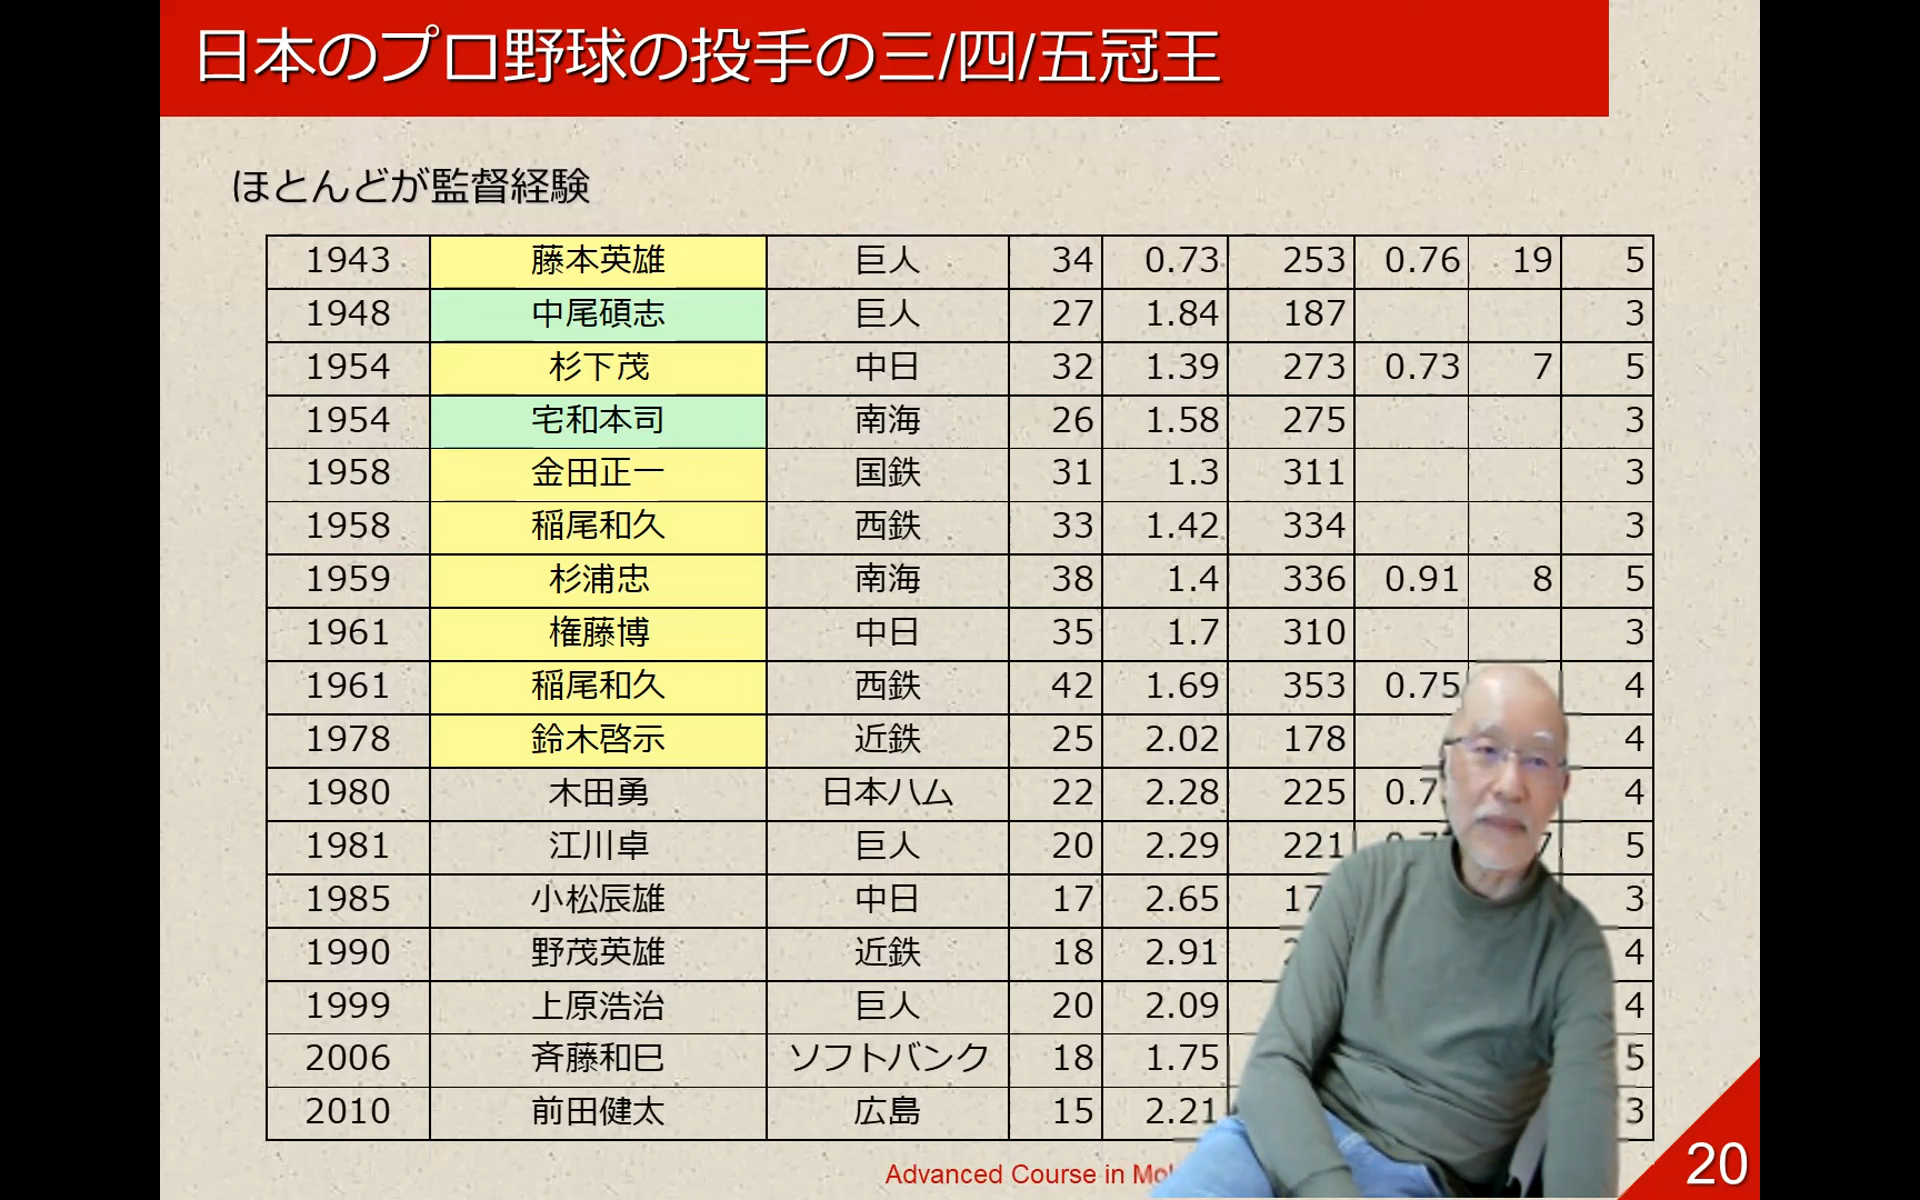 日本のプロ野球の投手の三/四/五冠王
ほとんどが監督経験
1943 藤本英雄 巨人 34 0.73 253 0.76 19 5
1948 中尾碩志 巨人 27 1.84 187 3
1954 杉下茂 中日 32 1.39 273 0.73 7 5
1954 宅和本司 南海 26 1.58 275 3
1958 金田正一 国鉄 31 1.3 311 3
1958 稲尾和久 西鉄 33 1.42 334 3
1959 杉浦忠 南海 38 1.4 336 0.91 8 5
1961 権藤博 中日 35 1.7 310 3
1961 稲尾和久 西鉄 42 1.69 353 0.75 4
1978 鈴木啓示 近鉄 25 2.02 178 4
1980 木田勇 日本ハム 22 2.28 225 4
1981 江川卓 巨人 20 2.29 221 5
1985 小松辰雄 中日 17 2.65 3
1990 野茂英雄 近鉄 18 2.91 4
1999 上原浩治 巨人 20 2.09 4
2006 斉藤和巳 ソフトバンク 18 1.75 5
2010 前田健太 広島 15 2.21 3
Advanced Course in
20